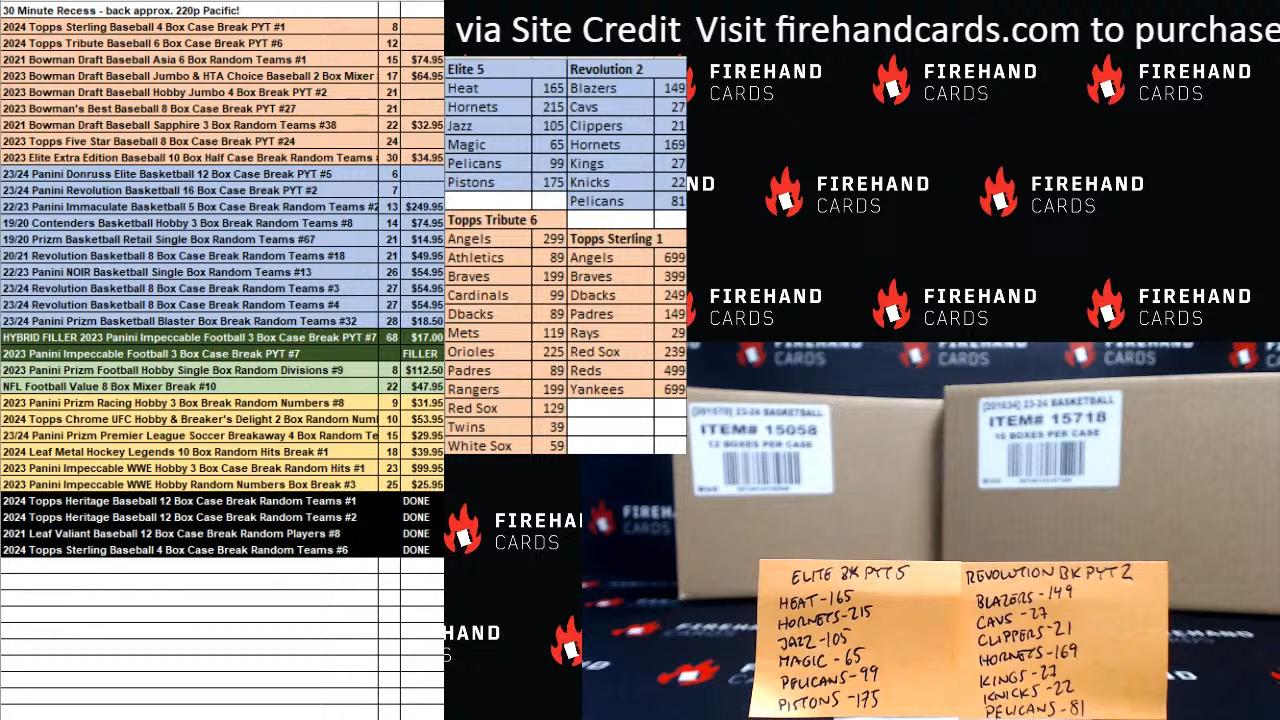 30 Minute Recess - back approx. 220p Pacific!
2024 Topps Sterling Baseball 4 Box Case Break PYT #1 8
2024 Topps Tribute Baseball 6 Box Case Break PYT #6 12
2021 Bowman Draft Baseball Asia 6 Box Random Teams #1 15 $74.95
2023 Bowman Draft Baseball Jumbo & HTA Choice Baseball 2 Box Mixer 17 $64.95
2023 Bowman Draft Baseball Hobby Jumbo 4 Box Break PYT #2 21
2023 Bowman's Best Baseball 8 Box Case Break PYT #27 21
2021 Bowman Draft Baseball Sapphire 3 Box Random Teams #38 22 $32.95
2023 Topps Five Star Baseball 8 Box Case Break PYT #24 24
2023 Elite Extra Edition Baseball 10 Box Half Case Break Random Teams 30 $34.95
23/24 Panini Donruss Elite Basketball 12 Box Case Break PYT #5 6
23/24 Panini Revolution Basketball 16 Box Case Break PYT #2 7
22/23 Panini Immaculate Basketball 5 Box Case Break Random Teams #2 13 $249.95
19/20 Contenders Basketball Hobby 3 Box Break Random Teams #8 14 $74.95
19/20 Prizm Basketball Retail Single Box Random Teams #67 21 $14.95
20/21 Revolution Basketball 8 Box Case Break Random Teams #18 21 $49.95
22/23 Panini NOIR Basketball Single Box Random Teams #13 26 $54.95
23/24 Revolution Basketball 8 Box Case Break Random Teams #3 27 $54.95
23/24 Revolution Basketball 8 Box Case Break Random Teams #4 27 $54.95
23/24 Panini Prizm Basketball Blaster Box Break Random Teams #32 28 $18.50
HYBRID FILLER 2023 Panini Impeccable Football 3 Box Case Break PYT #7 68 $17.00
2023 Panini Impeccable Football 3 Box Case Break PYT #7 FILLER
2023 Panini Prizm Football Hobby Single Box Random Divisions #9 8 $112.50
NFL Football Value 8 Box Mixer Break #10 22 $47.95
2023 Panini Prizm Racing Hobby 3 Box Break Random Numbers #8 9 $31.95
2024 Topps Chrome UFC Hobby & Breaker's Delight 2 Box Random Num 10 $53.95
23/24 Panini Prizm Premier League Soccer Breakaway 4 Box Random Te 15 $29.95
2024 Leaf Metal Hockey Legends 10 Box Random Hits Break #1 18 $39.95
2023 Panini Impeccable WWE Hobby 3 Box Case Break Random Hits #1 23 $99.95
2023 Panini Impeccable WWE Hobby Random Numbers Box Break #3 25 $25.95
2024 Topps Heritage Baseball 12 Box Case Break Random Teams #1 DONE
2024 Topps Heritage Baseball 12 Box Case Break Random Teams #2 DONE
2021 Leaf Valiant Baseball 12 Box Case Break Random Players #8 DONE
2024 Topps Sterling Baseball 4 Box Case Break Random Teams #6 DONE
via Site Credit Visit firehandcards.com to purchase
Elite 5 Revolution 2
Heat 165 Blazers 149
Hornets 215 Cavs 27
Jazz 105 Clippers 21
Magic 65 Hornets 169
Pelicans 99 Kings 27
Pistons 175 Knicks 22
Pelicans 81
Topps Tribute 6
Angels 299 Topps Sterling 1
Athletics 89 Angels 699
Braves 199 Braves 399
Cardinals 99 Dbacks 249
Dbacks 89 Padres 149
Mets 119 Rays 29
Orioles 225 Red Sox 239
Padres 89 Reds 499
Rangers 199 Yankees 699
Red Sox 129
Twins 39
White Sox 59
FIREHAND CARDS
FIREHAND CARDS
FIREHAND CARDS
ND
FIREHAND CARDS
FIREHAND CARDS
FIREHAND CARDS
FIREHAND CARDS
FIREHAND CARDS
FIREHA
CARDS
HAND
[201570] 23-24 BASKETBALL
ITEM# 15058
12 BOXES PER CASE
[201634] 23-24 BASKETBALL
ITEM# 15718
16 BOXES PER CASE
ELITE BK PYT 5
HEAT-165
HORNETS-215
JAZZ-105
MAGIC-65
PELICANS-99
PISTONS-175
REVOLUTION BK PYT 2
BLAZERS-149
CAVS-27
CLIPPERS-21
HORNETS-169
KINGS-27
KNICKS-22
PELICANS-81